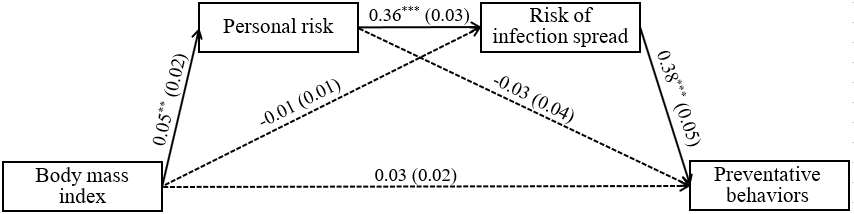 0.36*** (0.03)
Personal risk
Risk of
infection spread
0.05** (0.02)
-0.01 (0.01)
-0.03 (0.04)
0.38*** (0.05)
Body mass
index
0.03 (0.02)
Preventative
behaviors